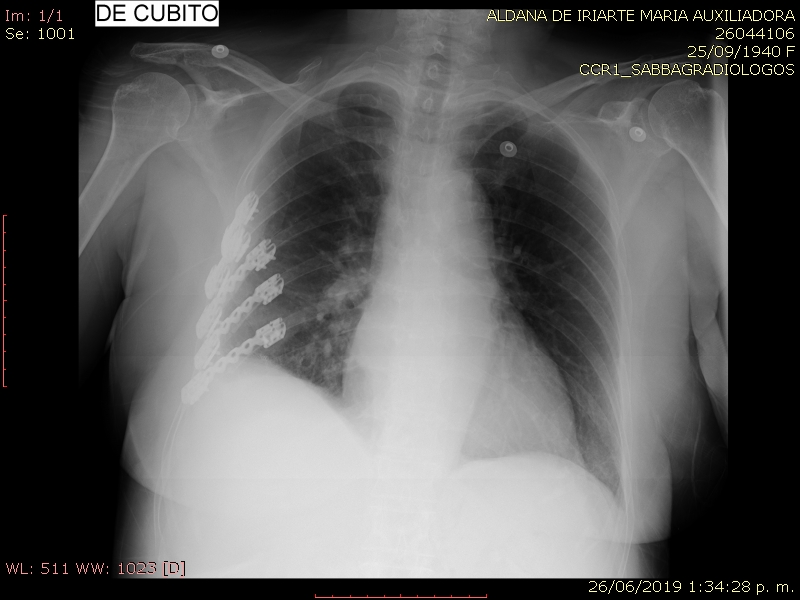 Im: 1/1
Se: 1001
DE CUBITO
ALDANA DE IRIARTE MARIA AUXILIADORA
26044106
25/09/1940 F
CCR1_SABBAGRADIOLOGOS
WL: 511 WW: 1023 [D]
26/06/2019 1:34:28 p. m.